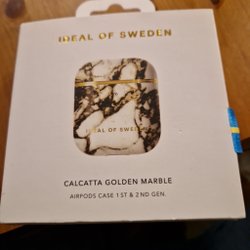 IDEAL OF SWEDEN
IDEAL OF SWEDEN
CALCATTA GOLDEN MARBLE
AIRPODS CASE 1ST & 2ND GEN.